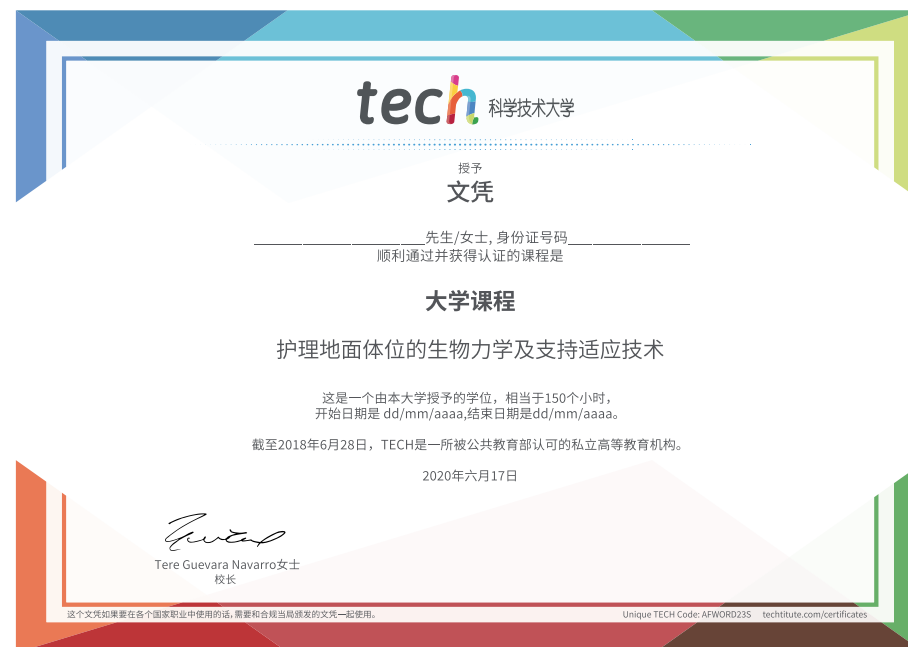 tech 科学技术大学
授予
文凭
先生/女士, 身份证号码
顺利通过并获得认证的课程是
大学课程
护理地面体位的生物力学及支持适应技术
这是一个由本大学授予的学位，相当于150个小时，
开始日期是 dd/mm/aaaa,结束日期是dd/mm/aaaa。
截至2018年6月28日，TECH是一所被公共教育部认可的私立高等教育机构。
2020年六月17日
Tere Guevara Navarro女士
校长
这个文凭如果要在各个国家职业中使用的话,需要和合规当局颁发的文凭一起使用。
Unique TECH Code: AFWORD23S techtitute.com/certificates